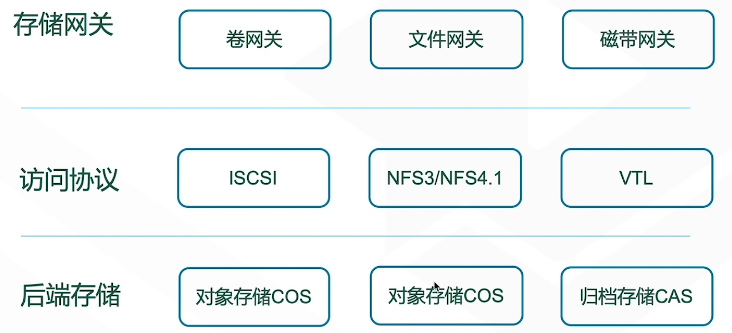 存储网关
卷网关
文件网关
磁带网关
访问协议
ISCSI
NFS3/NFS4.1
VTL
后端存储
对象存储COS
对象存储COS
归档存储CAS